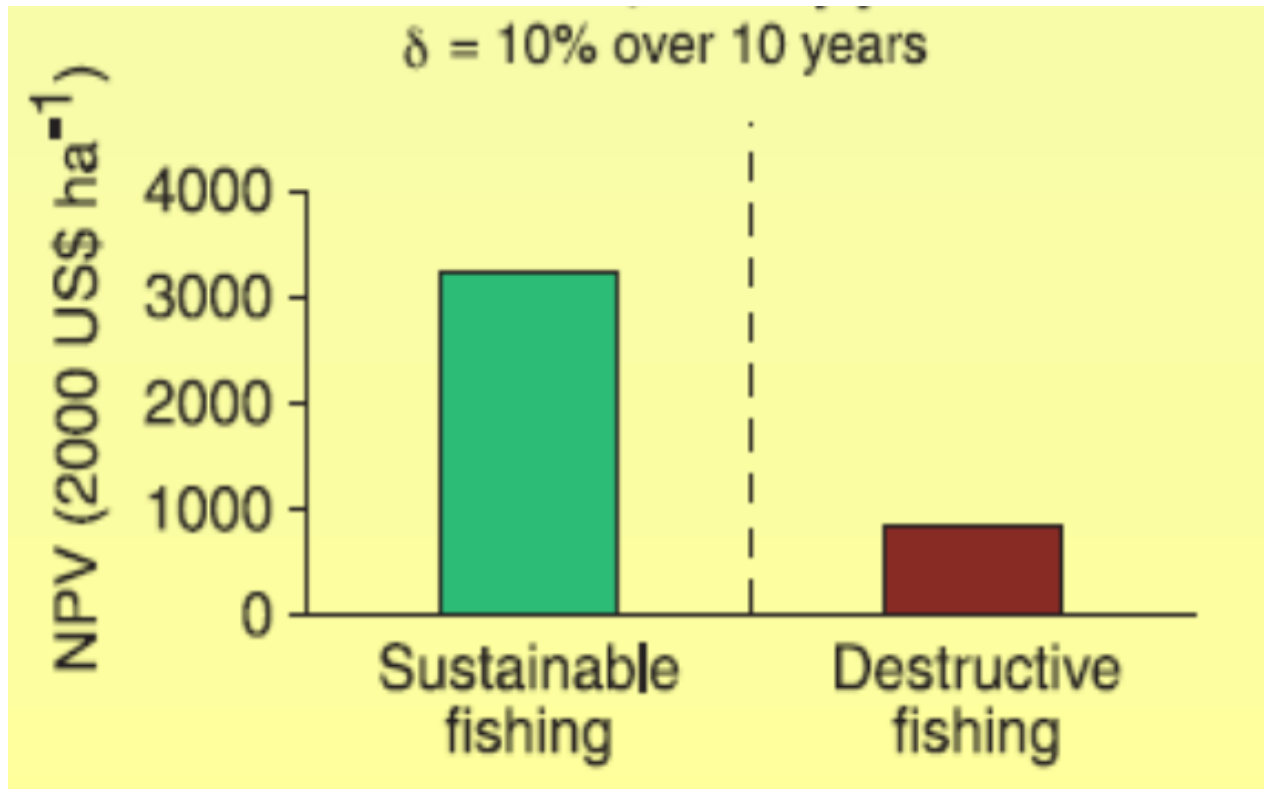 δ = 10% over 10 years
NPV (2000 US$ ha⁻¹)
4000
3000
2000
1000
0
Sustainable
fishing
Destructive
fishing